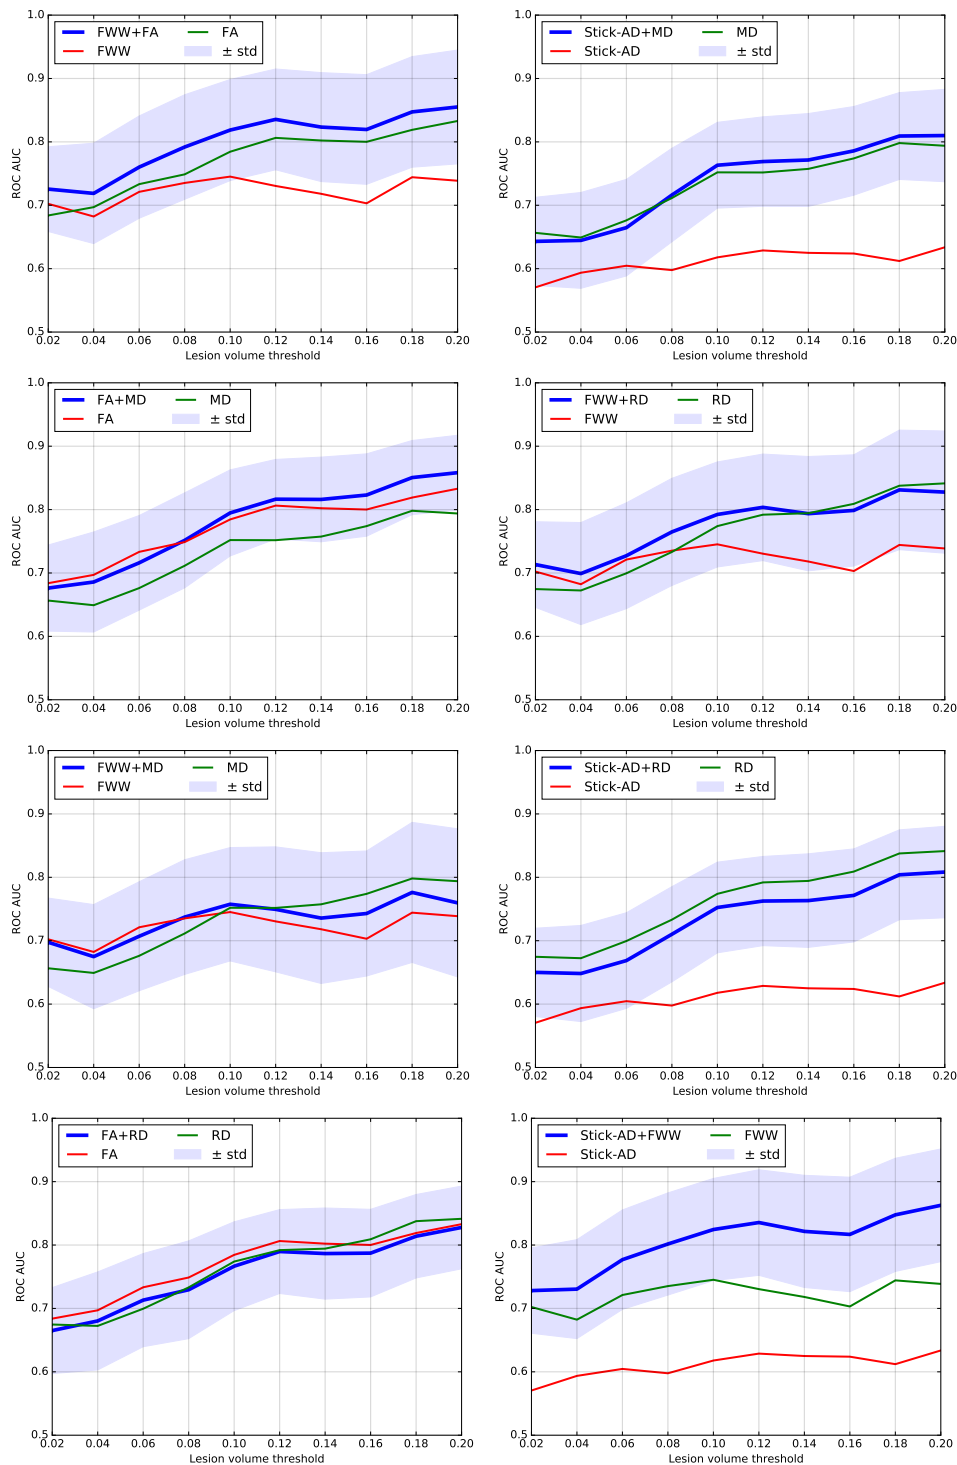 FWW+FA FA
FWW ± std
1.0
0.9
0.8
0.7
0.6
0.5
ROC AUC
0.02 0.04 0.06 0.08 0.10 0.12 0.14 0.16 0.18 0.20
Lesion volume threshold
Stick-AD+MD MD
Stick-AD ± std
1.0
0.9
0.8
0.7
0.6
0.5
ROC AUC
0.02 0.04 0.06 0.08 0.10 0.12 0.14 0.16 0.18 0.20
Lesion volume threshold
FA+MD MD
FA ± std
1.0
0.9
0.8
0.7
0.6
0.5
ROC AUC
0.02 0.04 0.06 0.08 0.10 0.12 0.14 0.16 0.18 0.20
Lesion volume threshold
FWW+RD RD
FWW ± std
1.0
0.9
0.8
0.7
0.6
0.5
ROC AUC
0.02 0.04 0.06 0.08 0.10 0.12 0.14 0.16 0.18 0.20
Lesion volume threshold
FWW+MD MD
FWW ± std
1.0
0.9
0.8
0.7
0.6
0.5
ROC AUC
0.02 0.04 0.06 0.08 0.10 0.12 0.14 0.16 0.18 0.20
Lesion volume threshold
Stick-AD+RD RD
Stick-AD ± std
1.0
0.9
0.8
0.7
0.6
0.5
ROC AUC
0.02 0.04 0.06 0.08 0.10 0.12 0.14 0.16 0.18 0.20
Lesion volume threshold
FA+RD RD
FA ± std
1.0
0.9
0.8
0.7
0.6
0.5
ROC AUC
0.02 0.04 0.06 0.08 0.10 0.12 0.14 0.16 0.18 0.20
Lesion volume threshold
Stick-AD+FWW FWW
Stick-AD ± std
1.0
0.9
0.8
0.7
0.6
0.5
ROC AUC
0.02 0.04 0.06 0.08 0.10 0.12 0.14 0.16 0.18 0.20
Lesion volume threshold